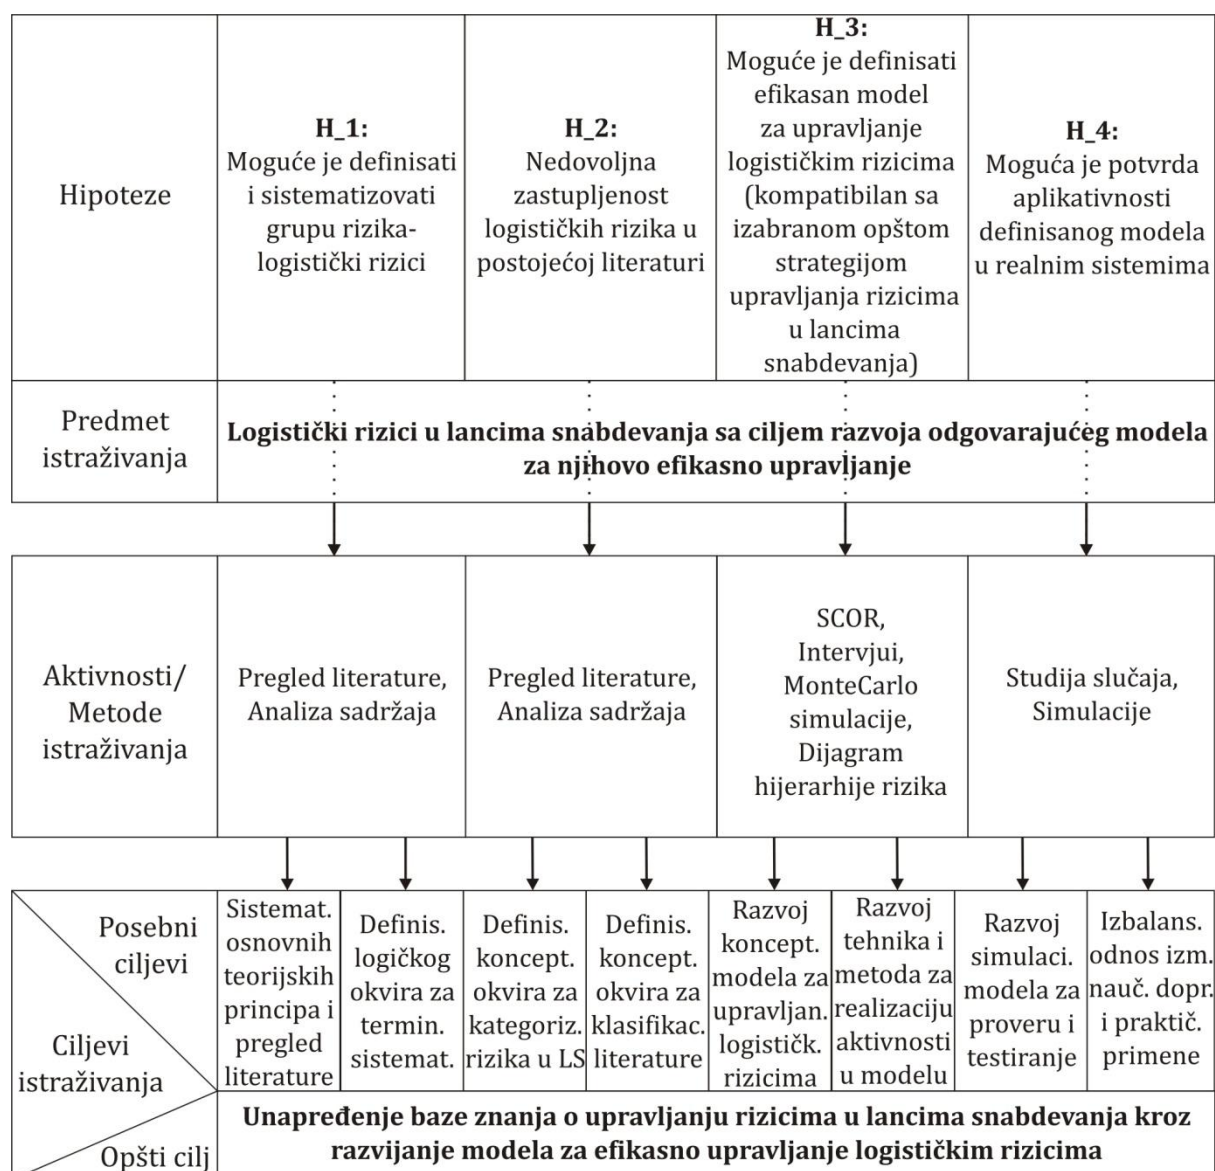 Hipoteze
H_1:
Moguće je definisati
i sistematizovati
grupu rizika-
logistički rizici
H_2:
Nedovoljna
zastupljenost
logističkih rizika u
postojećoj literaturi
H_3:
Moguće je definisati
efikasan model
za upravljanje
logističkim rizicima
(kompatibilan sa
izabranom opštom
strategijom
upravljanja rizicima
u lancima
snabdevanja)
H_4:
Moguća je potvrda
aplikativnosti
definisanog modela
u realnim sistemima
Predmet
istraživanja
Logistički rizici u lancima snabdevanja sa ciljem razvoja odgovarajućeg modela
za njihovo efikasno upravljanje
Aktivnosti/
Metode
istraživanja
Pregled literature,
Analiza sadržaja
Pregled literature,
Analiza sadržaja
SCOR,
Intervjui,
MonteCarlo
simulacije,
Dijagram
hijerarhije rizika
Studija slučaja,
Simulacije
Posebni
ciljevi
Ciljevi
istraživanja
Opšti cilj
Sistemat.
osnovnih
teorijskih
principa i
pregled
literature
Definis.
logičkog
okvira za
termin.
sistemat.
Definis.
koncept.
okvira za
kategoriz.
rizika u LS
Definis.
koncept.
okvira za
klasifikac.
literature
Razvoj
koncept.
modela za
upravljan.
logističk.
rizicima
Razvoj
tehnika i
metoda za
realizaciju
aktivnosti
u modelu
Razvoj
simulaci.
modela za
proveru i
testiranje
Izbalans.
odnos izm.
nauč. dopr.
i praktič.
primene
Unapređenje baze znanja o upravljanju rizicima u lancima snabdevanja kroz
razvijanje modela za efikasno upravljanje logističkim rizicima